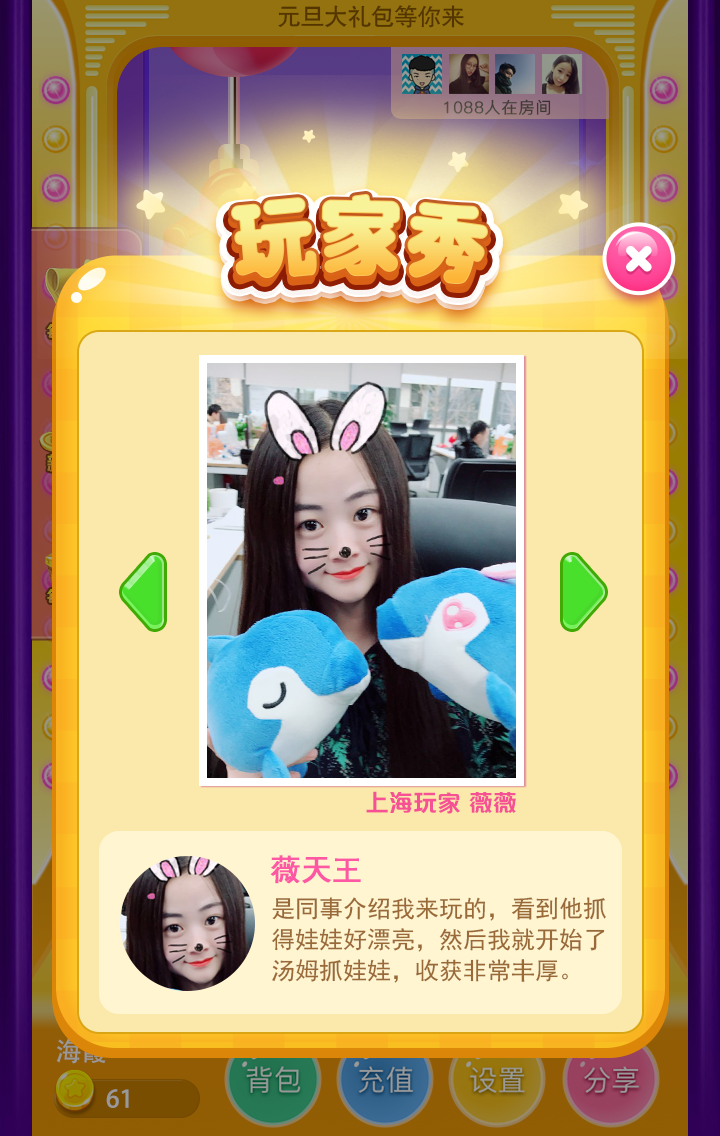 元旦大礼包等你来
1088人在房间
玩家秀
上海玩家 薇薇
薇天王
是同事介绍我来玩的，看到他抓
得娃娃好漂亮，然后我就开始了
汤姆抓娃娃，收获非常丰厚。
海霞
61
背包
充值
设置
分享